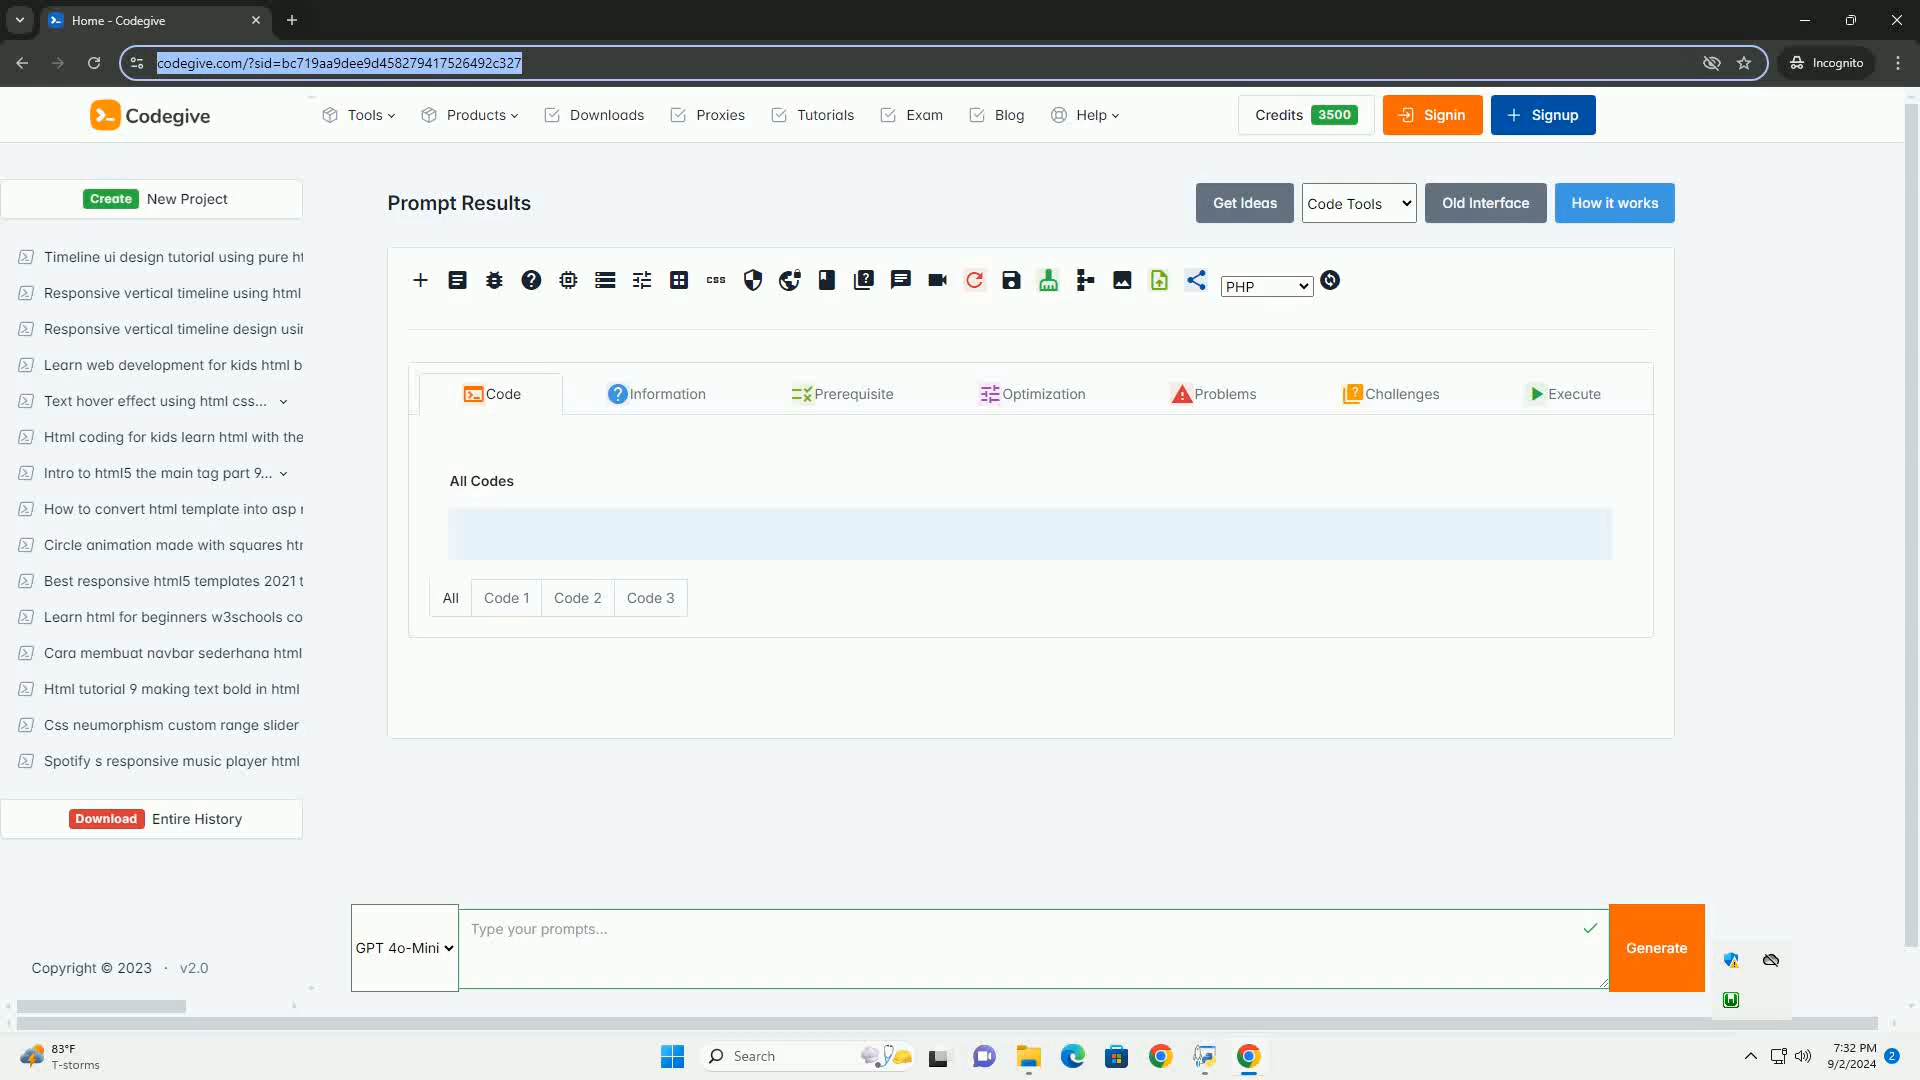 Home - Codegive
codegive.com/?sid=bc719aa9dee9d458279417526492c327
Incognito
Codegive
Tools
Products
Downloads
Proxies
Tutorials
Exam
Blog
Help
Credits 3500
Signin
Signup
Create New Project
Timeline ui design tutorial using pure ht
Responsive vertical timeline using html
Responsive vertical timeline design usin
Learn web development for kids html b
Text hover effect using html css...
Html coding for kids learn html with the
Intro to html5 the main tag part 9...
How to convert html template into asp n
Circle animation made with squares htr
Best responsive html5 templates 2021 t
Learn html for beginners w3schools co
Cara membuat navbar sederhana html
Html tutorial 9 making text bold in html
Css neumorphism custom range slider
Spotify s responsive music player html
Download Entire History
Copyright © 2023 · v2.0
Prompt Results
Get Ideas
Code Tools
Old Interface
How it works
css
PHP
Code
Information
Prerequisite
Optimization
Problems
Challenges
Execute
All Codes
All
Code 1
Code 2
Code 3
GPT 4o-Mini
Type your prompts...
Generate
83°F
T-storms
Search
7:32 PM
9/2/2024
2